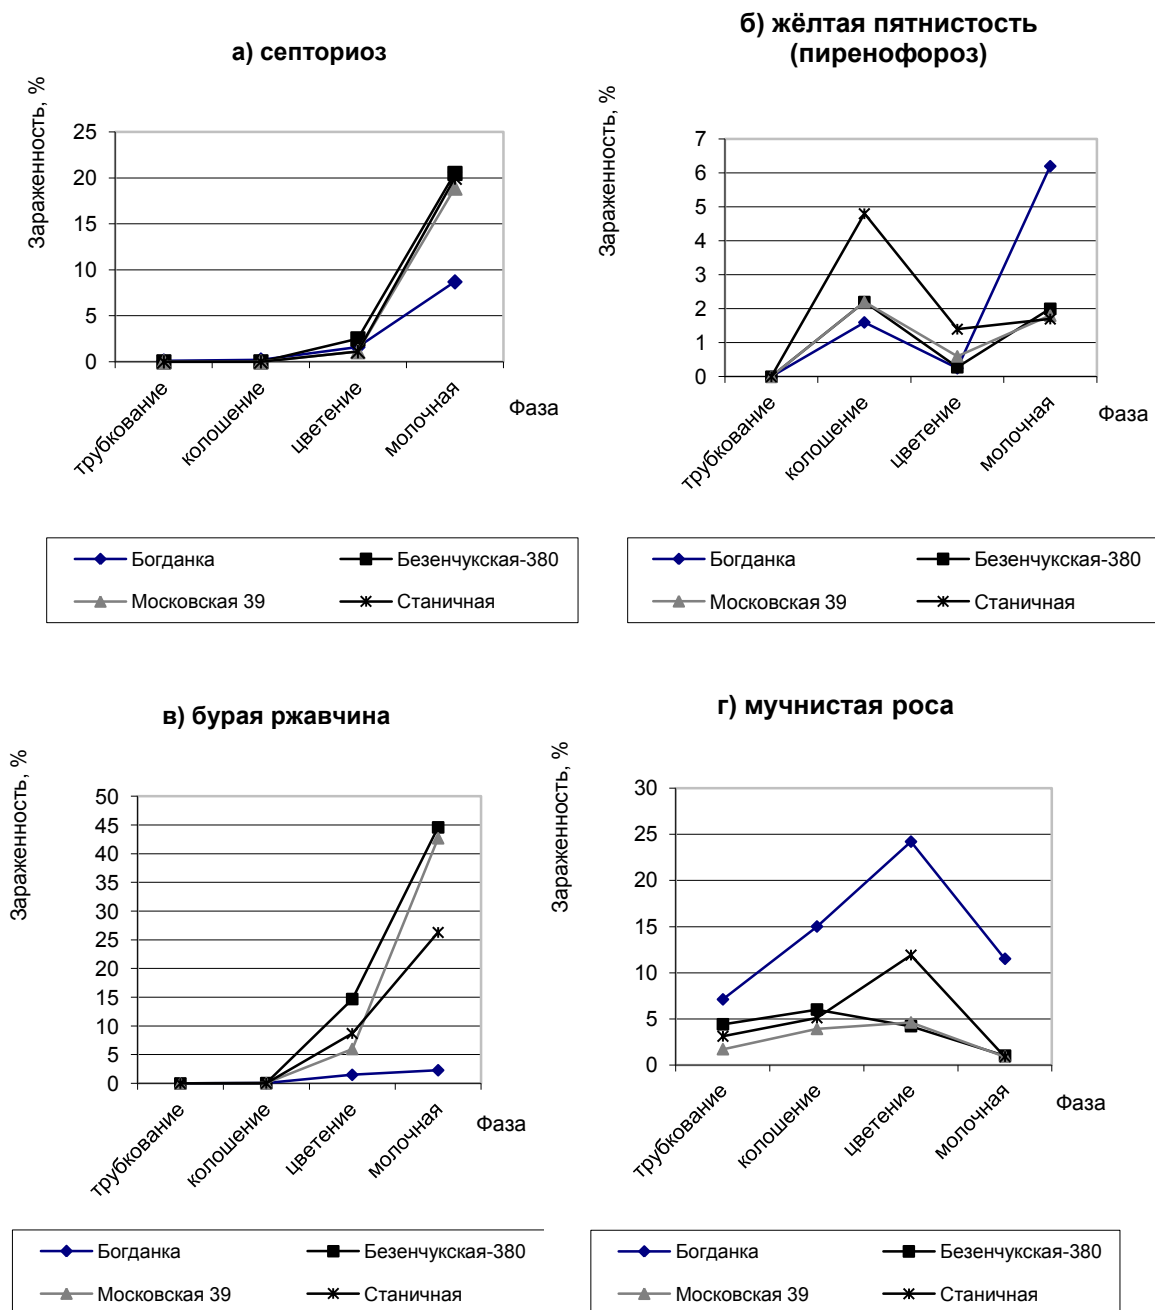 а) септориоз
Зараженность, %
25
20
15
10
5
0
трубкование
колошение
цветение
молочная
Фаза
Богданка
Безенчукская-380
Московская 39
Станичная
б) жёлтая пятнистость
(пиренофороз)
Зараженность, %
7
6
5
4
3
2
1
0
трубкование
колошение
цветение
молочная
Фаза
Богданка
Безенчукская-380
Московская 39
Станичная
в) бурая ржавчина
Зараженность, %
50
45
40
35
30
25
20
15
10
5
0
трубкование
колошение
цветение
молочная
Фаза
Богданка
Безенчукская-380
Московская 39
Станичная
г) мучнистая роса
Зараженность, %
30
25
20
15
10
5
0
трубкование
колошение
цветение
молочная
Фаза
Богданка
Безенчукская-380
Московская 39
Станичная